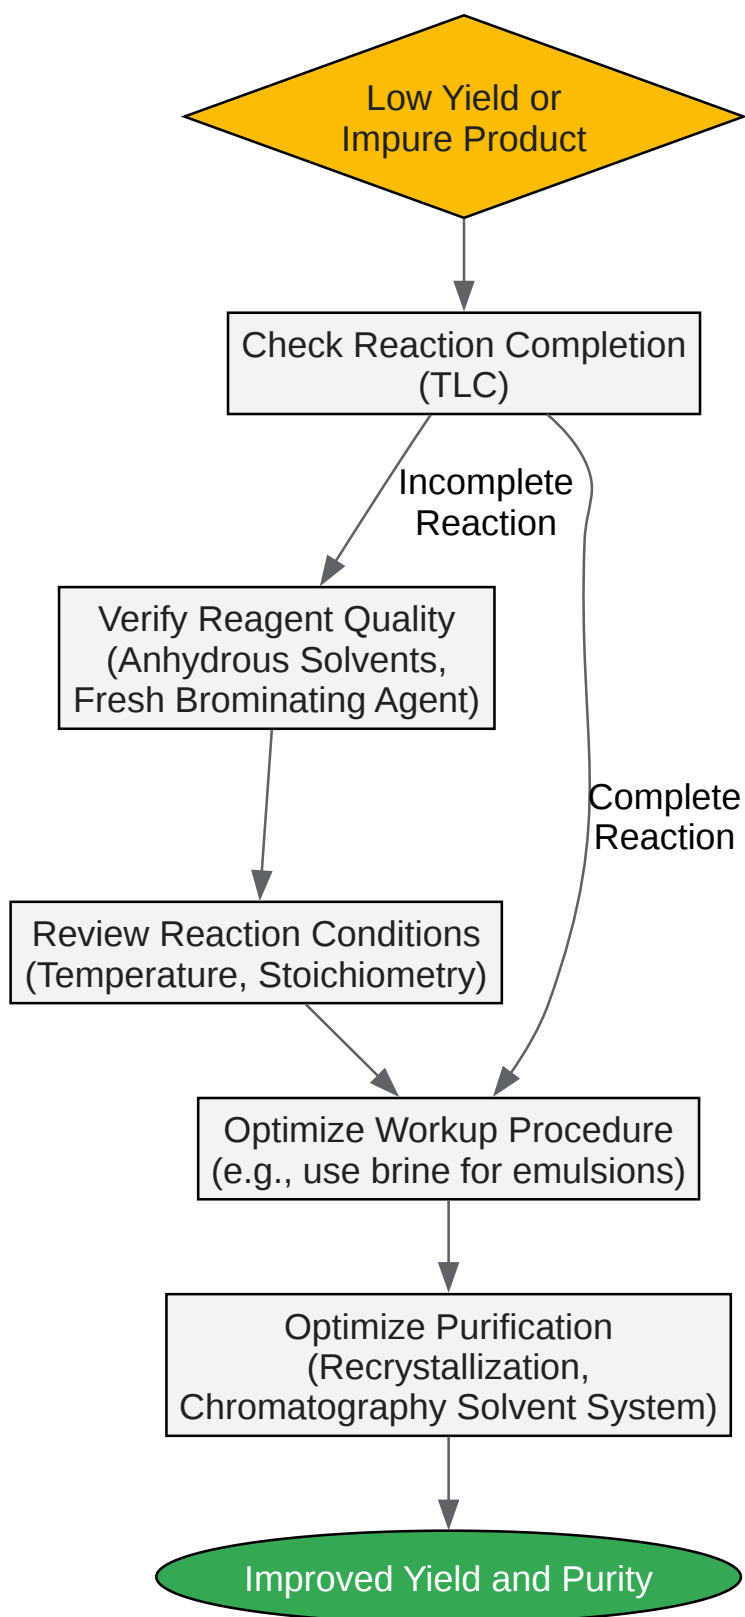 Low Yield or
Impure Product
Check Reaction Completion
(TLC)
Incomplete
Reaction
Verify Reagent Quality
(Anhydrous Solvents,
Fresh Brominating Agent)
Complete
Reaction
Review Reaction Conditions
(Temperature, Stoichiometry)
Optimize Workup Procedure
(e.g., use brine for emulsions)
Optimize Purification
(Recrystallization,
Chromatography Solvent System)
Improved Yield and Purity